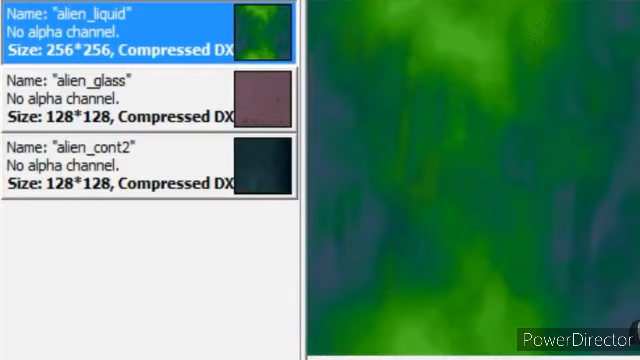 Name: "alien_liquid"
No alpha channel.
Size: 256*256, Compressed DX
Name: "alien_glass"
No alpha channel.
Size: 128*128, Compressed DX
Name: "alien_cont2"
No alpha channel.
Size: 128*128, Compressed DX
PowerDirector